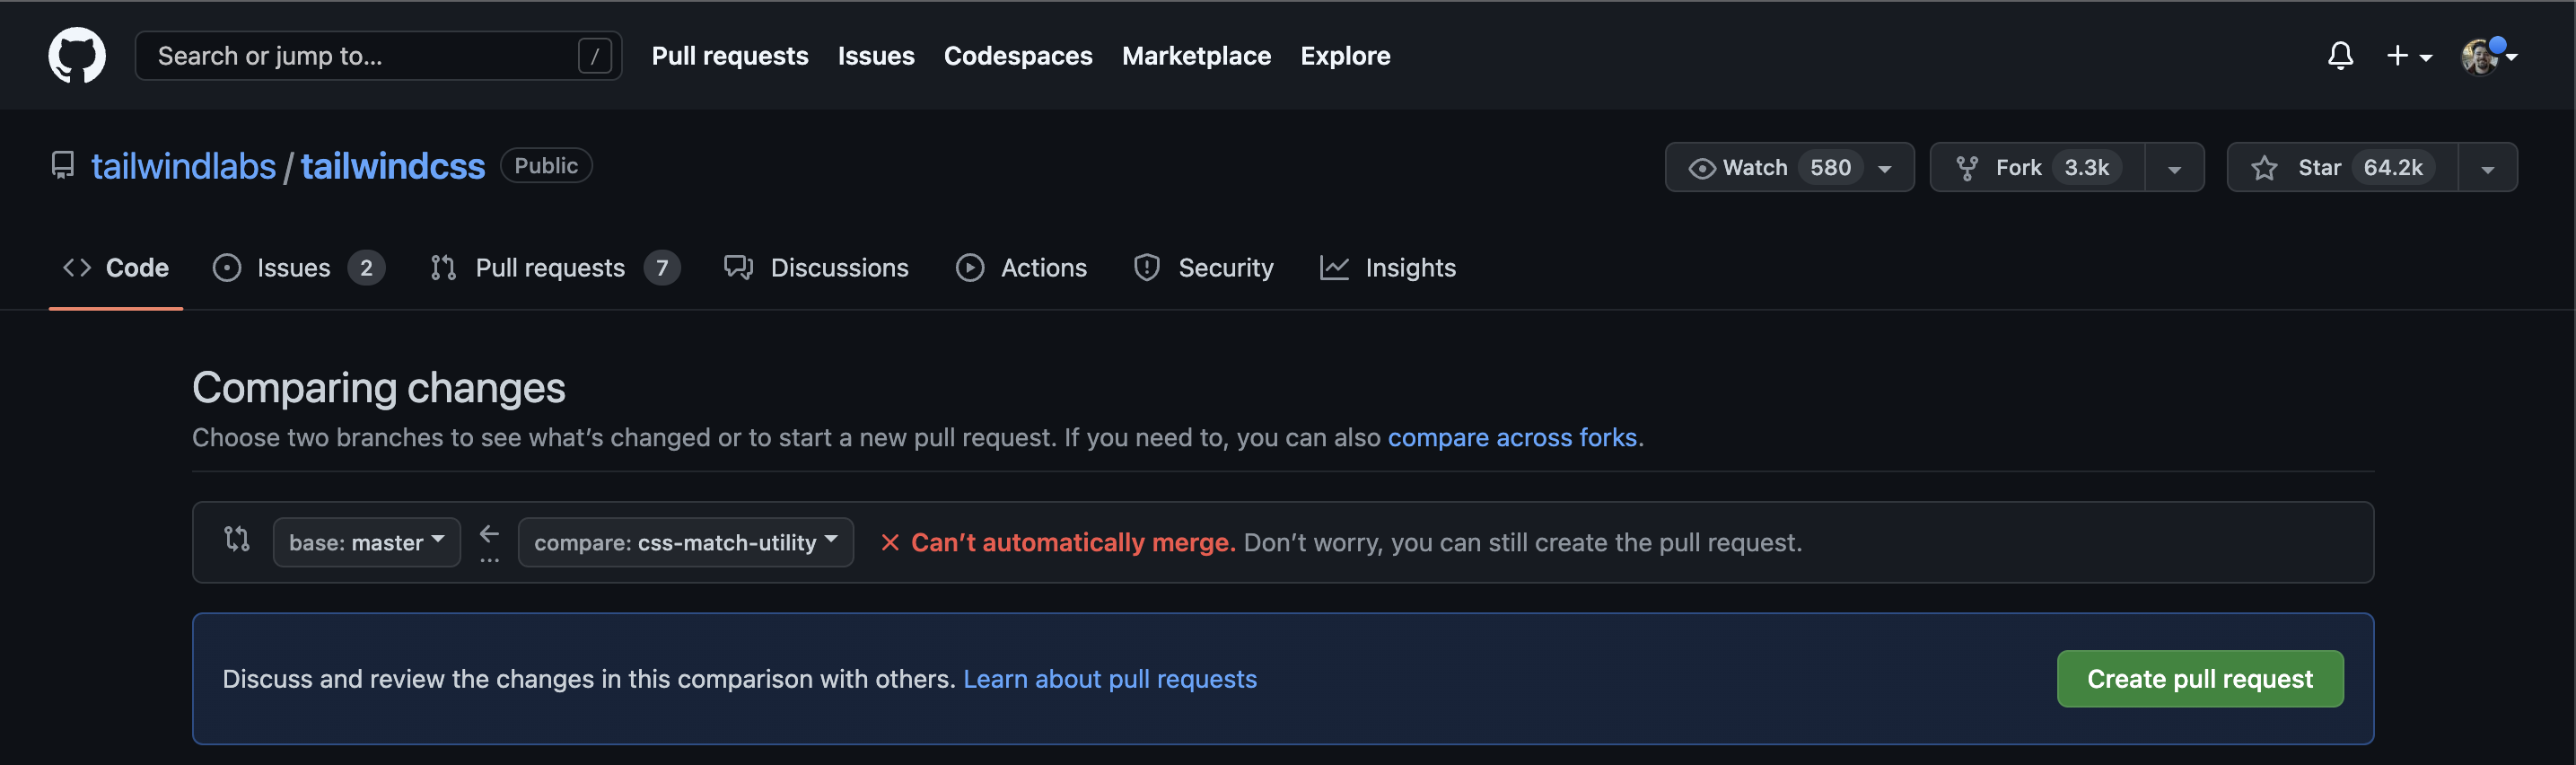 Search or jump to... / Pull requests Issues Codespaces Marketplace Explore
tailwindlabs / tailwindcss Public Watch 580 Fork 3.3k Star 64.2k
Code Issues 2 Pull requests 7 Discussions Actions Security Insights
Comparing changes
Choose two branches to see what’s changed or to start a new pull request. If you need to, you can also compare across forks.
base: master ← ... compare: css-match-utility × Can’t automatically merge. Don’t worry, you can still create the pull request.
Discuss and review the changes in this comparison with others. Learn about pull requests Create pull request